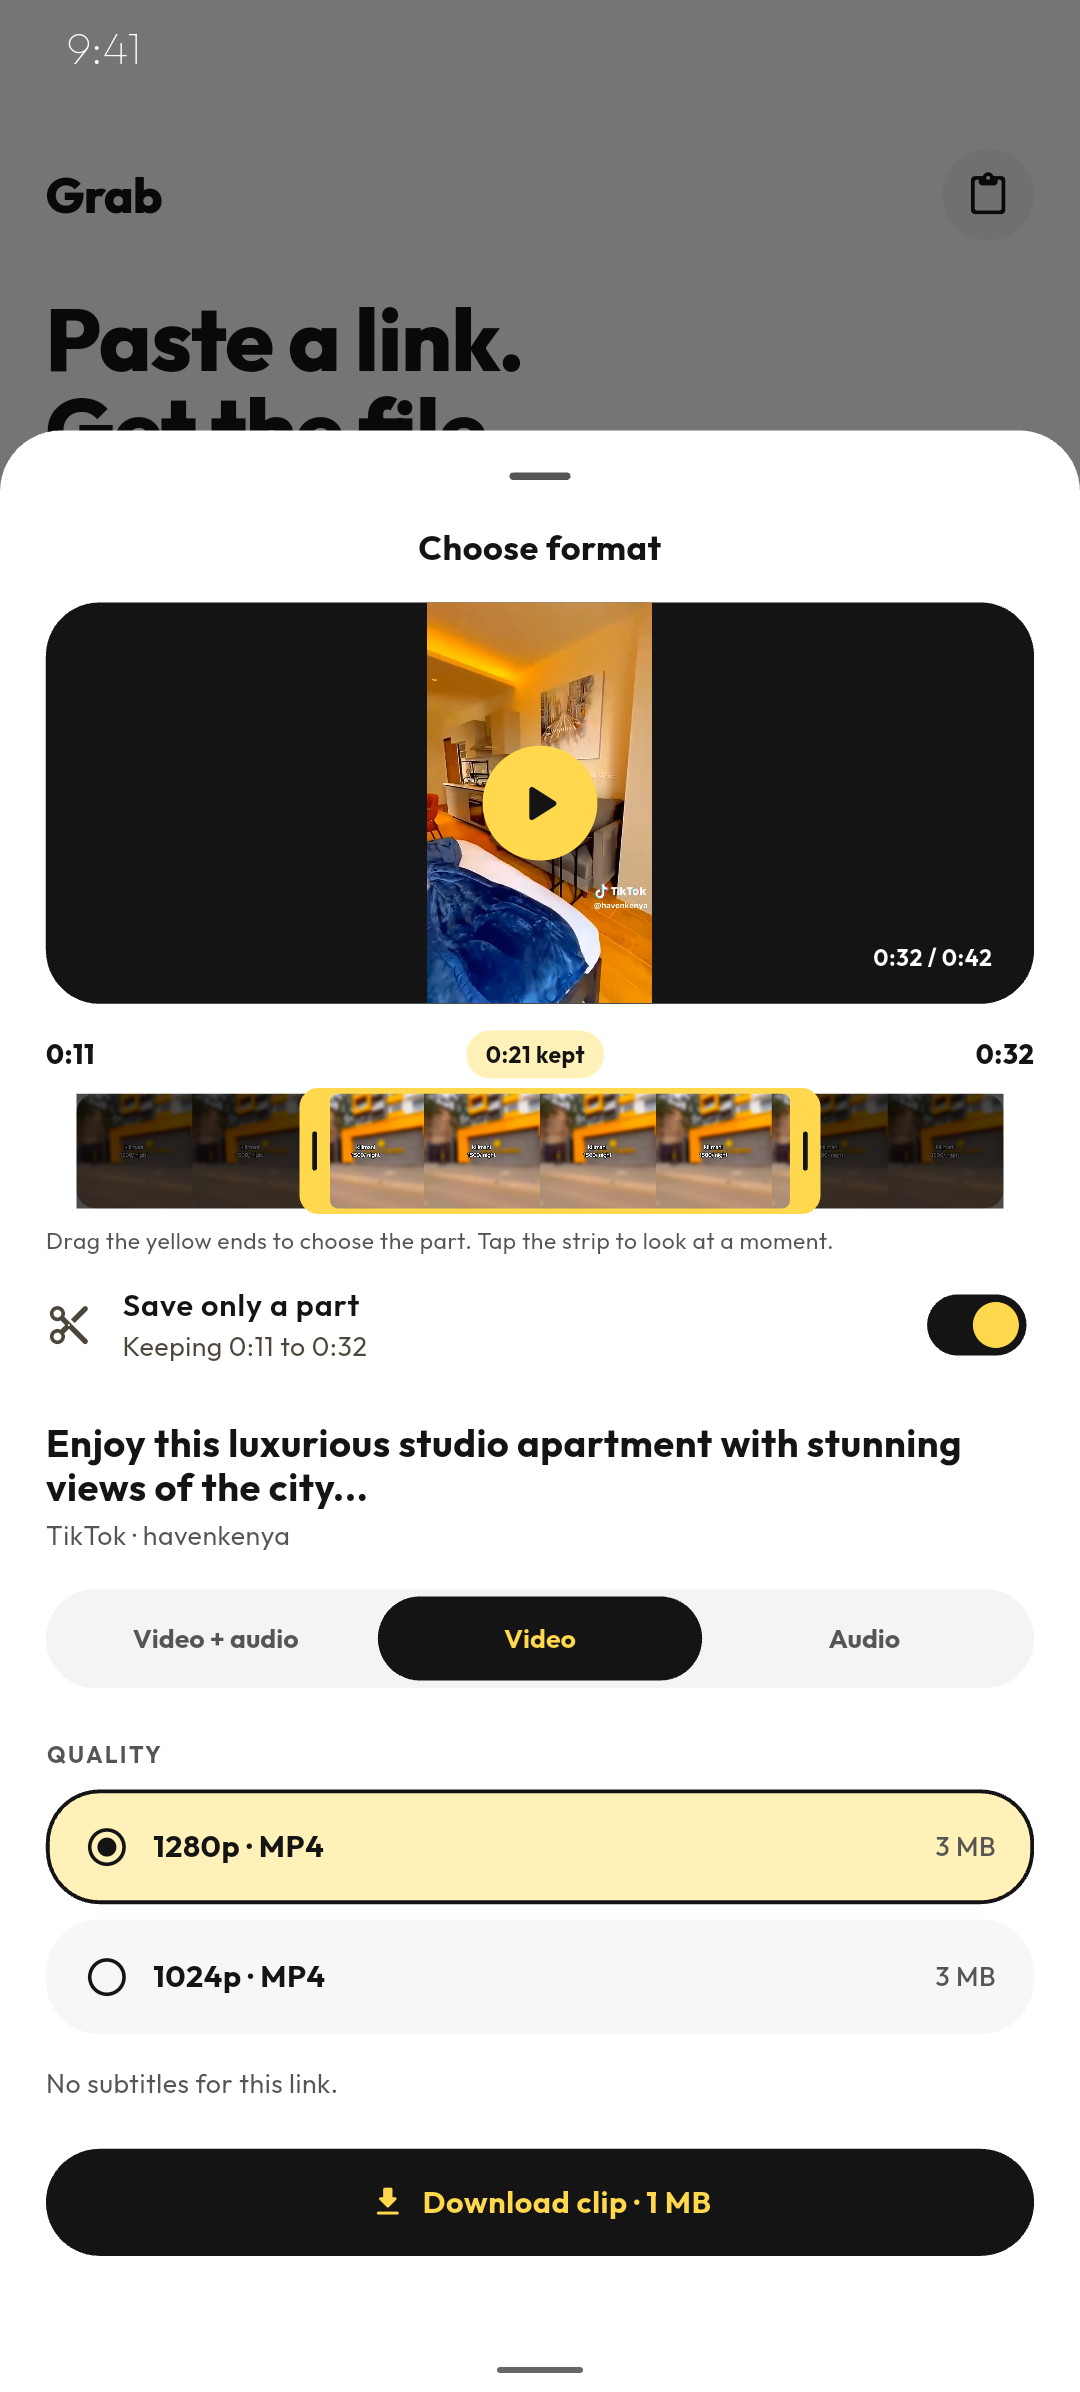 9:41
Grab
Paste a link.
Get the file.
Choose format
TikTok
@havenkenya
0:32 / 0:42
0:11
0:21 kept
0:32
Drag the yellow ends to choose the part. Tap the strip to look at a moment.
Save only a part
Keeping 0:11 to 0:32
Enjoy this luxurious studio apartment with stunning
views of the city...
TikTok · havenkenya
Video + audio
Video
Audio
QUALITY
1280p · MP4
3 MB
1024p · MP4
3 MB
No subtitles for this link.
Download clip · 1 MB